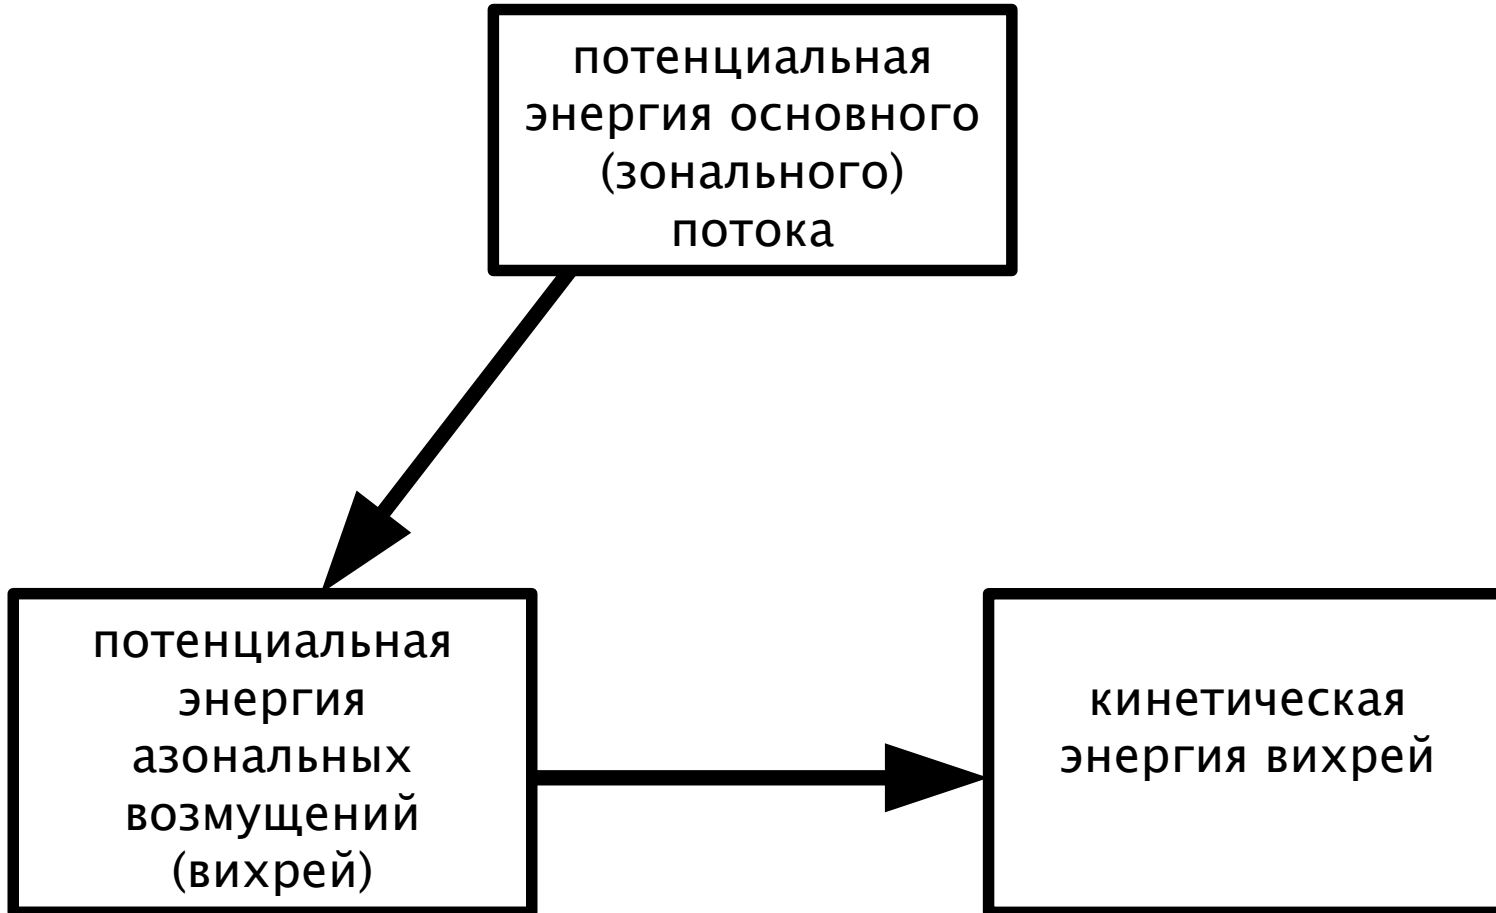 потенциальная
энергия основного
(зонального)
потока
потенциальная
энергия
азональных
возмущений
(вихрей)
кинетическая
энергия вихрей